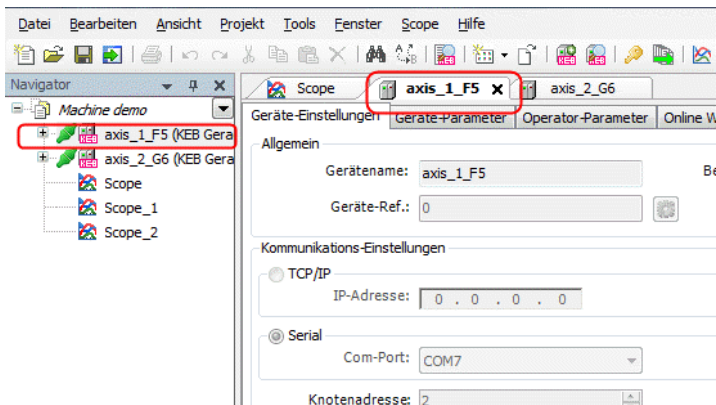 Datei Bearbeiten Ansicht Projekt Tools Fenster Scope Hilfe
Navigator
Scope axis_1_F5 axis_2_G6
Machine demo
axis_1_F5 (KEB Gera
axis_2_G6 (KEB Gera
Scope
Scope_1
Scope_2
Geräte-Einstellungen Geräte-Parameter Operator-Parameter Online W
Allgemein
Gerätename: axis_1_F5 Be
Geräte-Ref.: 0
Kommunikations-Einstellungen
TCP/IP
IP-Adresse: 0 . 0 . 0 . 0
Serial
Com-Port: COM7
Knotenadresse: 2